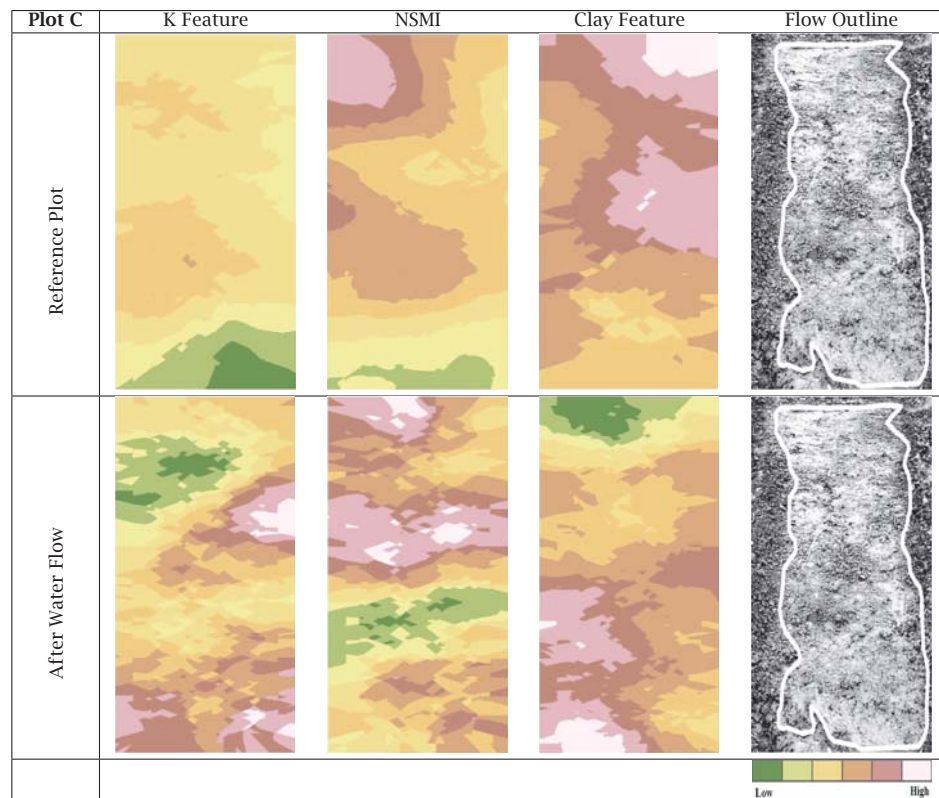 Plot C K Feature NSMI Clay Feature Flow Outline
Reference Plot
After Water Flow
Low High